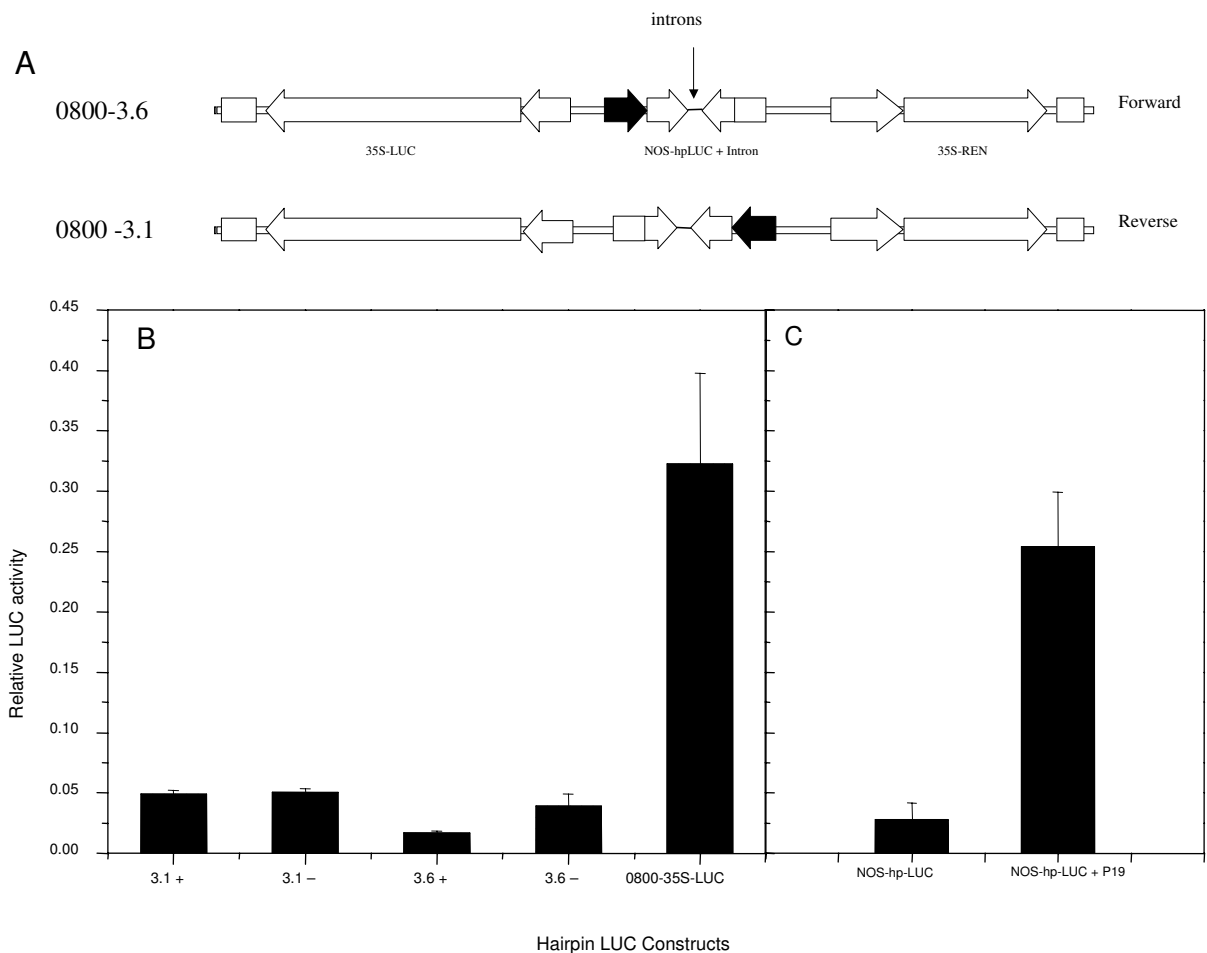 introns
A
0800-3.6
Forward
35S-LUC
NOS-hpLUC + Intron
35S-REN
0800 -3.1
Reverse
B
C
0.45
0.40
0.35
0.30
0.25
0.20
0.15
0.10
0.05
0.00
Relative LUC activity
3.1 +
3.1 –
3.6 +
3.6 –
0800-35S-LUC
NOS-hp-LUC
NOS-hp-LUC + P19
Hairpin LUC Constructs